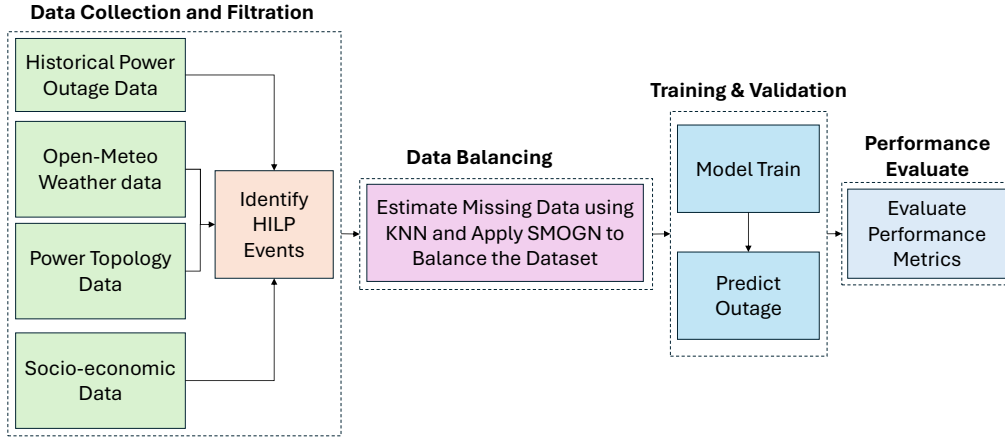 Data Collection and Filtration
Historical Power
Outage Data
Open-Meteo
Weather data
Power Topology
Data
Socio-economic
Data
Identify
HILP
Events
Data Balancing
Estimate Missing Data using
KNN and Apply SMOGN to
Balance the Dataset
Training & Validation
Model Train
Predict
Outage
Performance
Evaluate
Evaluate
Performance
Metrics